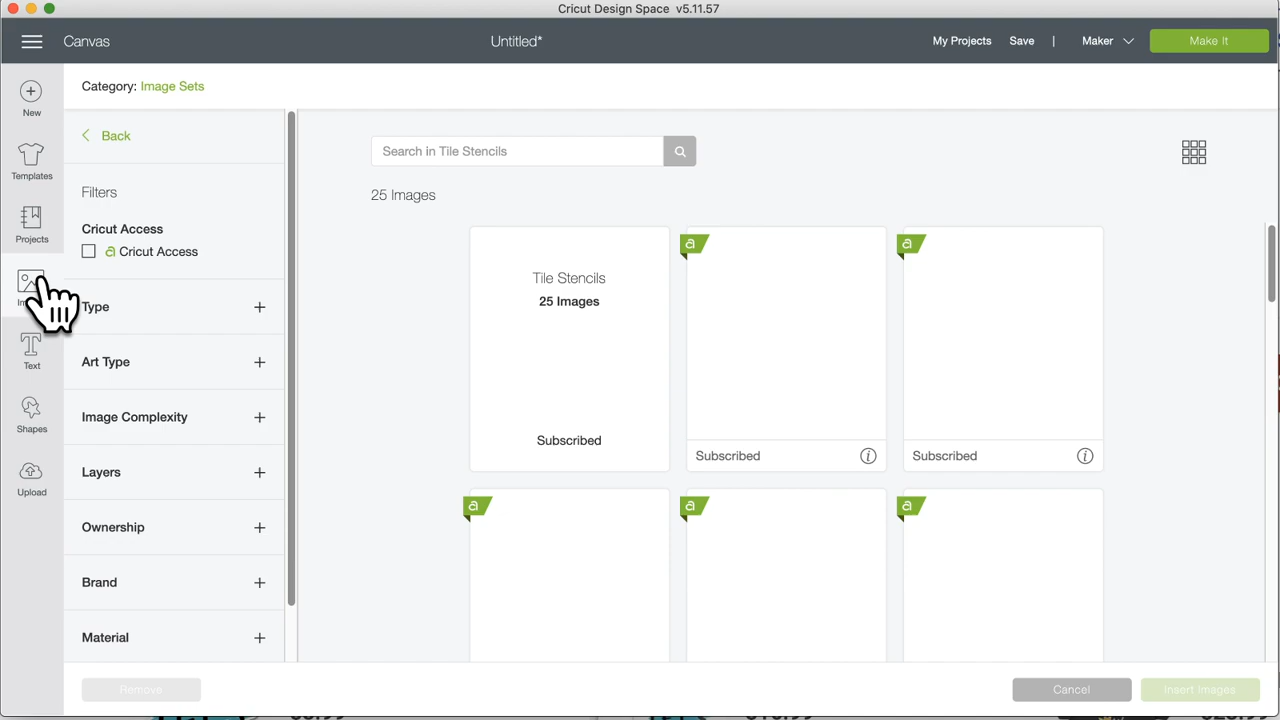 Cricut Design Space v5.11.57
Canvas
Untitled*
My Projects
Save
|
Maker
Make It
New
Templates
Projects
Text
Shapes
Upload
Category: Image Sets
Back
Filters
Cricut Access
a Cricut Access
Type
Art Type
Image Complexity
Layers
Ownership
Brand
Material
Search in Tile Stencils
25 Images
Tile Stencils
25 Images
Subscribed
a
Subscribed
a
Subscribed
a
a
a
Remove
Cancel
Insert Images